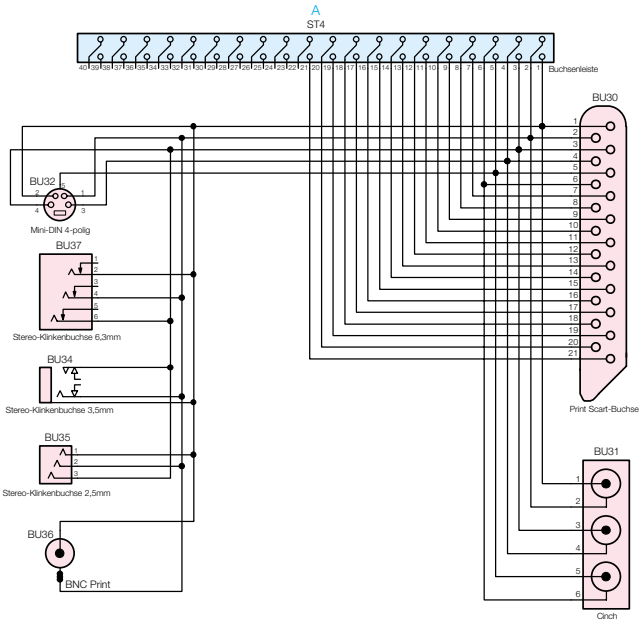 A
ST4
40 39 38 37 36 35 34 33 32 31 30 29 28 27 26 25 24 23 22 21 20 19 18 17 16 15 14 13 12 11 10 9 8 7 6 5 4 3 2 1
Buchsenleiste
BU30
1
2
3
4
5
6
7
8
9
10
11
12
13
14
15
16
17
18
19
20
21
Print Scart-Buchse
BU32
5
2 1
4 3
Mini-DIN 4-polig
BU37
1
2
3
4
5
6
Stereo-Klinkenbuchse 6,3mm
BU34
Stereo-Klinkenbuchse 3,5mm
BU35
1
2
3
Stereo-Klinkenbuchse 2,5mm
BU36
BNC Print
BU31
1
2
3
4
5
6
Cinch